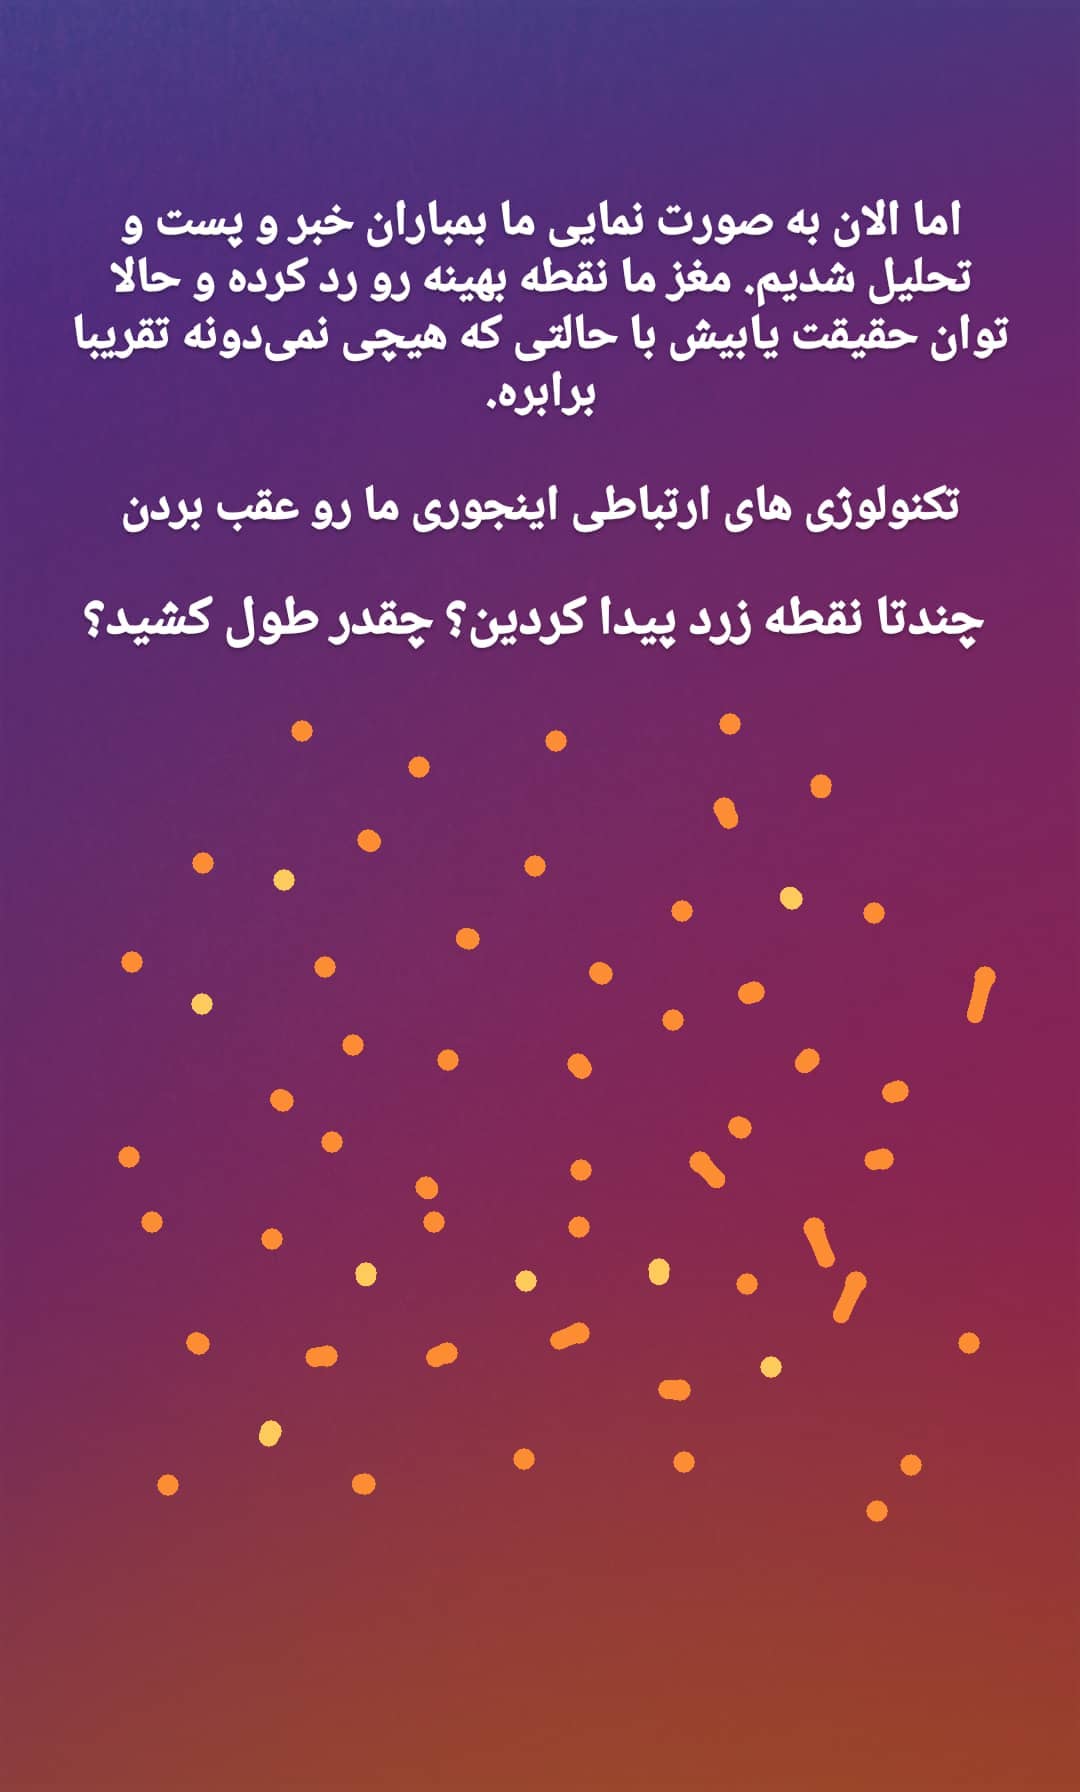 اما الان به صورت نمایی ما بمباران خبر و پست و
تحلیل شدیم. مغز ما نقطه بهینه رو رد کرده و حالا
توان حقیقت یابیش با حالتی که هیچی نمی‌دونه تقریبا
برابره.
تکنولوژی های ارتباطی اینجوری ما رو عقب بردن
چندتا نقطه زرد پیدا کردین؟ چقدر طول کشید؟